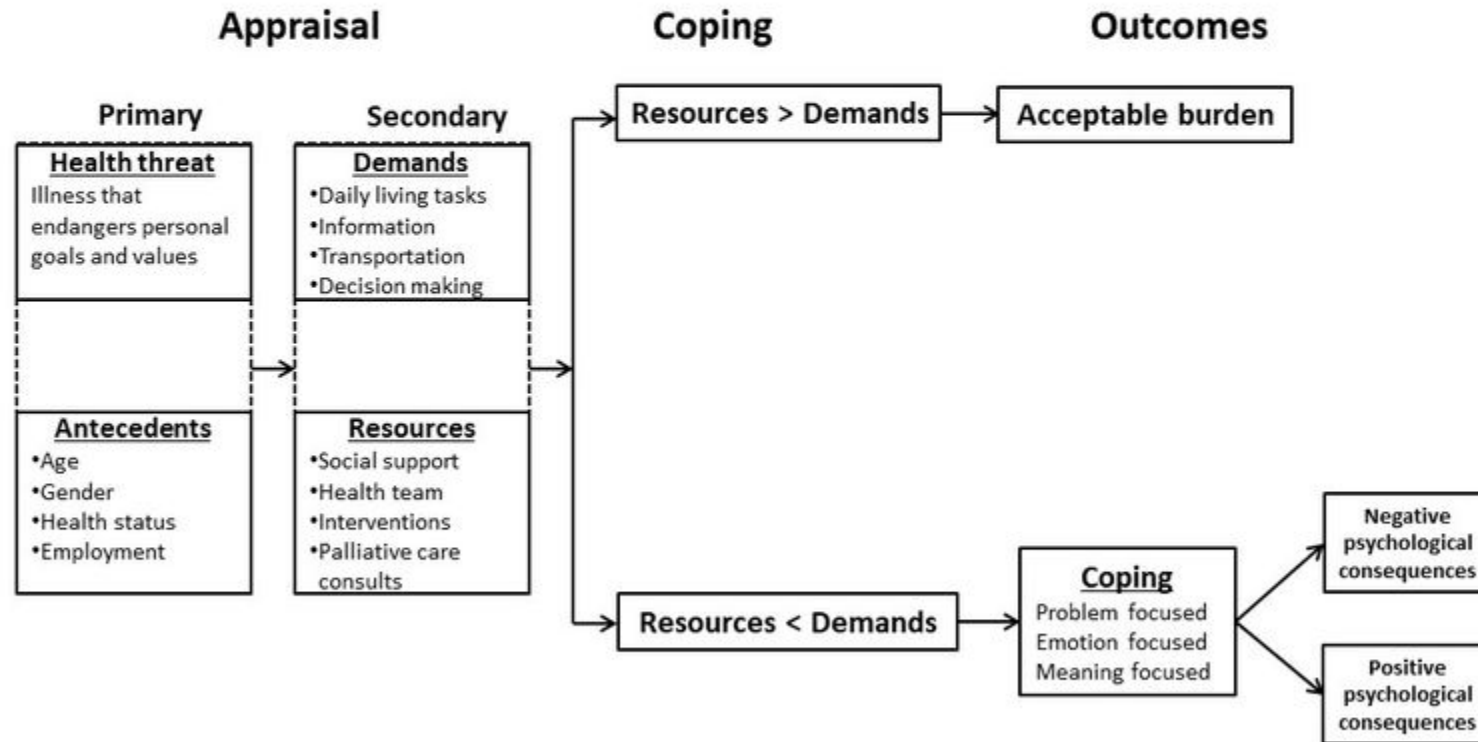 Appraisal
Coping
Outcomes
Primary
Secondary
Health threat
Illness that
endangers personal
goals and values
Antecedents
•Age
•Gender
•Health status
•Employment
Demands
•Daily living tasks
•Information
•Transportation
•Decision making
Resources
•Social support
•Health team
•Interventions
•Palliative care
consults
Resources > Demands
Acceptable burden
Resources < Demands
Coping
Problem focused
Emotion focused
Meaning focused
Negative
psychological
consequences
Positive
psychological
consequences